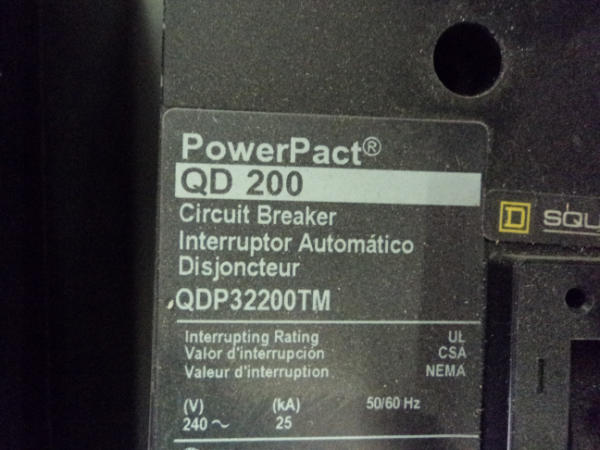 PowerPact®
QD 200
Circuit Breaker
Interruptor Automático
Disjoncteur
QDP32200TM
Interrupting Rating UL
Valor d'interrupción CSA
Valeur d'interruption NEMA
(V) (kA) 50/60 Hz
240 ~ 25
D SQU